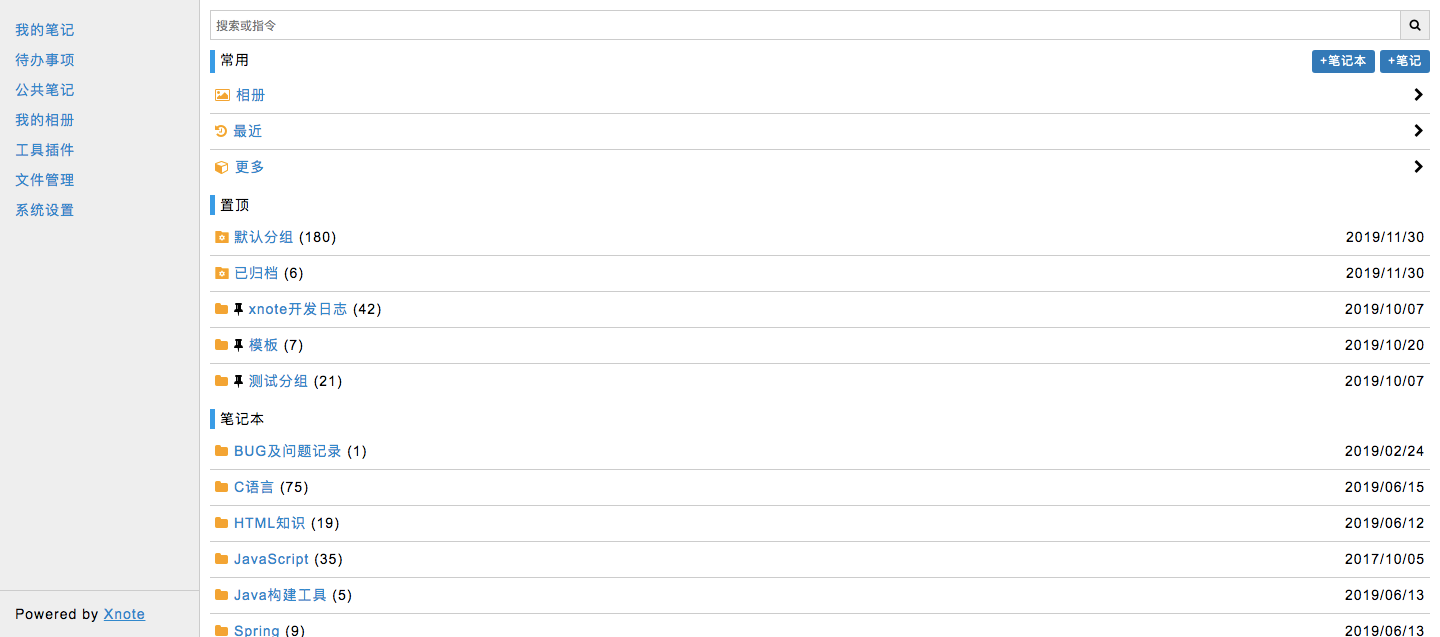 我的笔记
待办事项
公共笔记
我的相册
工具插件
文件管理
系统设置
Powered by Xnote
搜索或指令
常用 +笔记本 +笔记
相册
最近
更多
置顶
默认分组 (180) 2019/11/30
已归档 (6) 2019/11/30
xnote开发日志 (42) 2019/10/07
模板 (7) 2019/10/20
测试分组 (21) 2019/10/07
笔记本
BUG及问题记录 (1) 2019/02/24
C语言 (75) 2019/06/15
HTML知识 (19) 2019/06/12
JavaScript (35) 2017/10/05
Java构建工具 (5) 2019/06/13
Spring (9) 2019/06/13